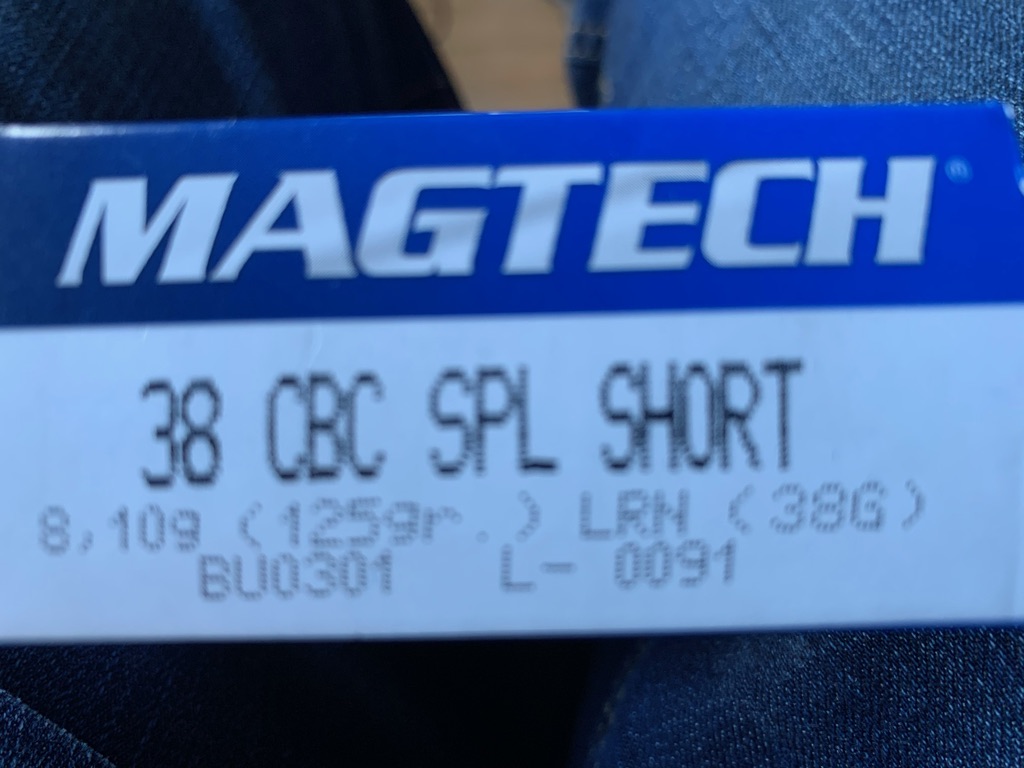 MAGTECH®
38 CBC SPL SHORT
8,10g (125gr.) LRN (38G)
BU0301 L- 0091